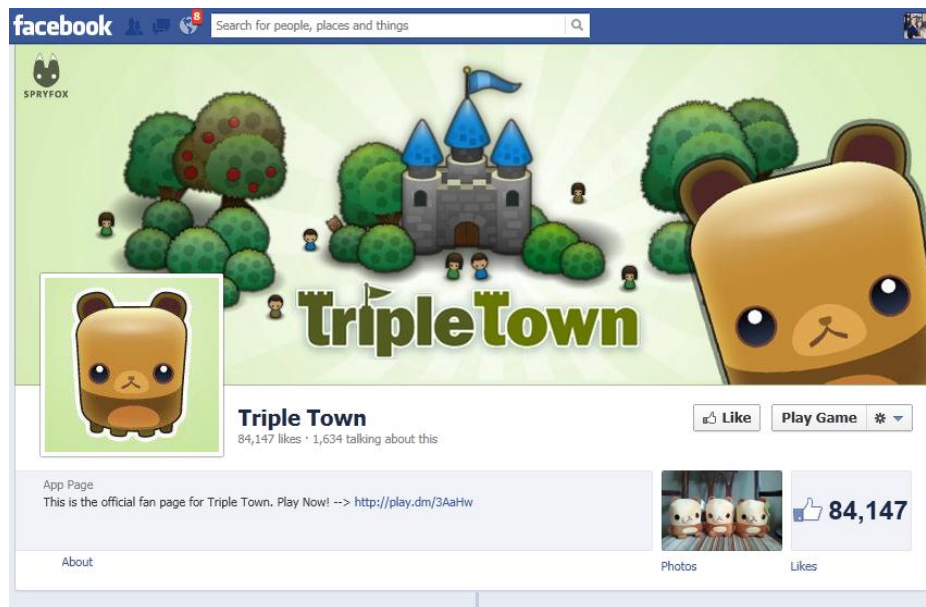 facebook
8
Search for people, places and things
SPRYFOX
Triple Town
Triple Town
84,147 likes · 1,634 talking about this
Like
Play Game
App Page
This is the official fan page for Triple Town. Play Now! --> http://play.dm/3AaHw
84,147
About
Photos
Likes